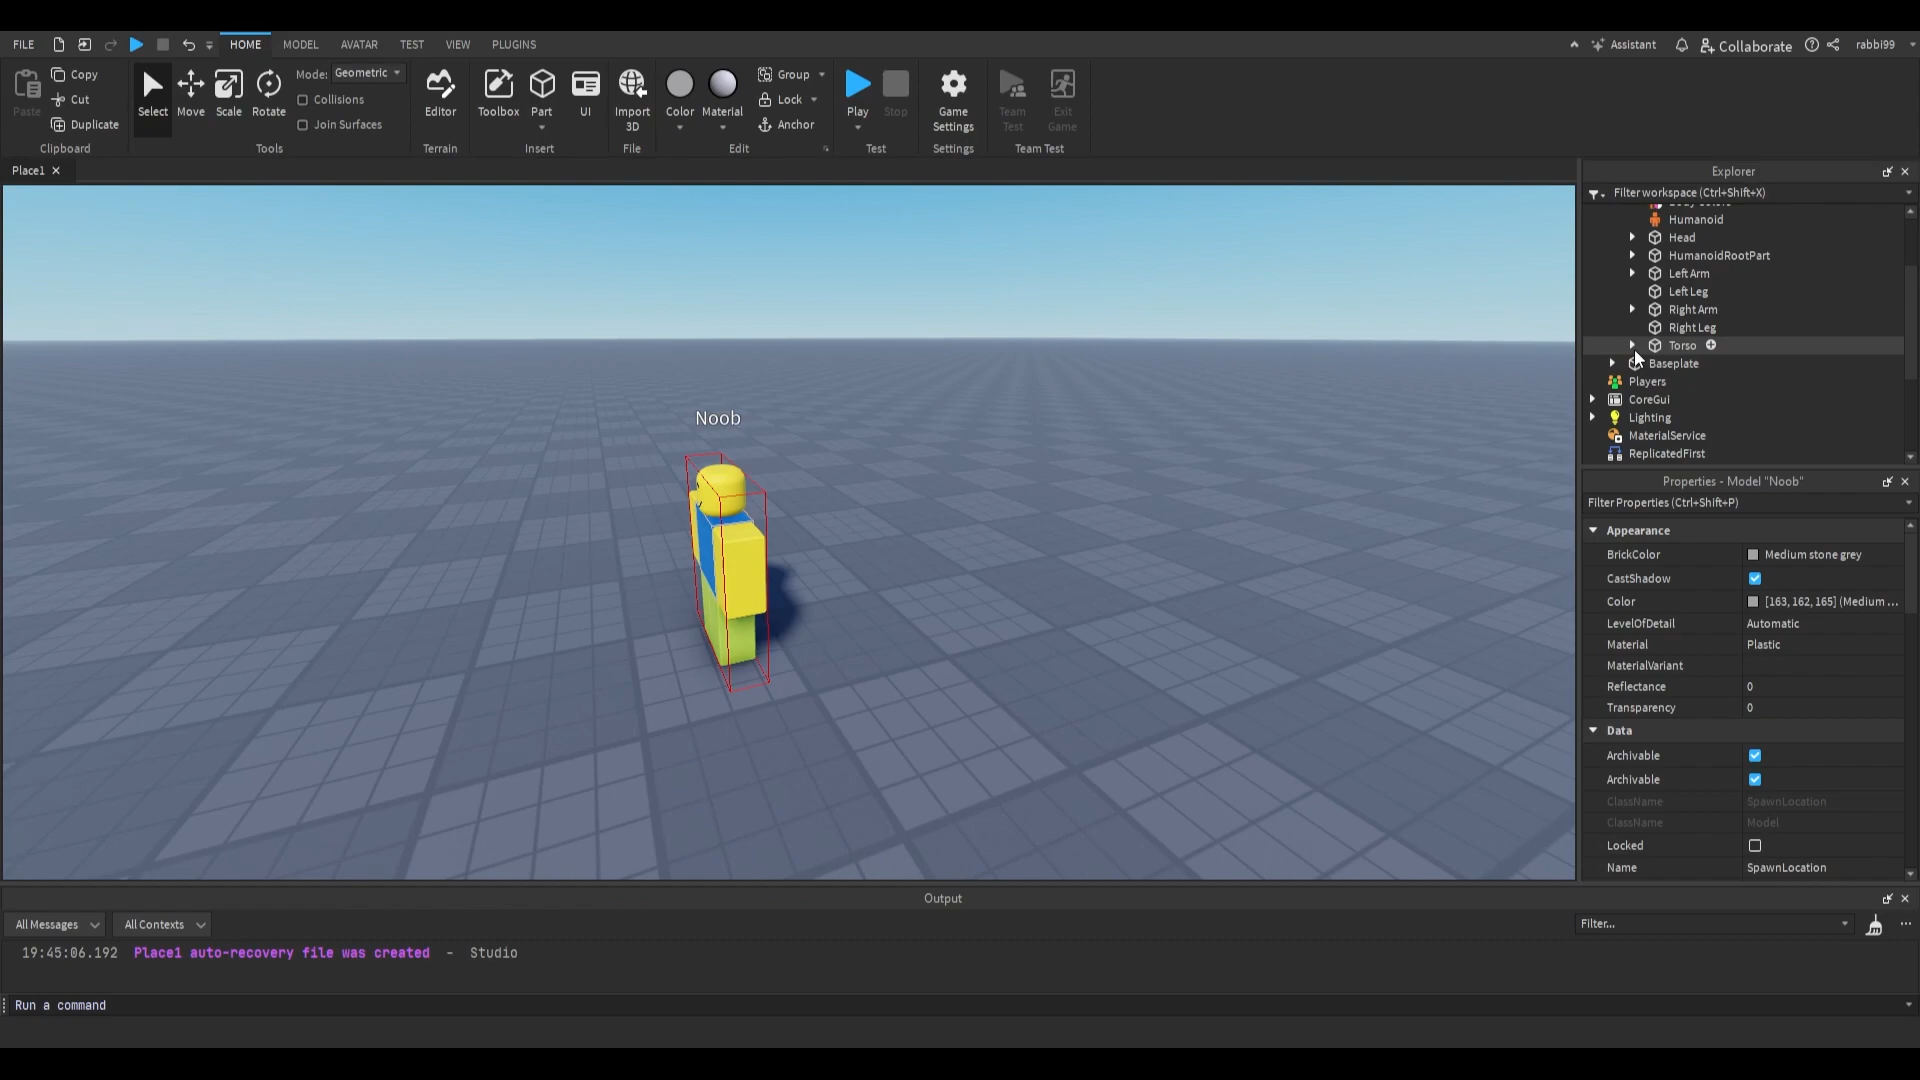 FILE HOME MODEL AVATAR TEST VIEW PLUGINS Assistant Collaborate rabbi99
Paste Copy Cut Duplicate
Clipboard
Select Move Scale Rotate
Mode: Geometric
Collisions
Join Surfaces
Tools
Editor
Terrain
Toolbox Part UI
Insert
Import
3D
File
Color Material
Group
Lock
Anchor
Edit
Play Stop
Test
Game
Settings
Settings
Team
Test
Exit
Game
Team Test
Place1
Noob
Explorer
Filter workspace (Ctrl+Shift+X)
Humanoid
Head
HumanoidRootPart
Left Arm
Left Leg
Right Arm
Right Leg
Torso
Baseplate
Players
CoreGui
Lighting
MaterialService
ReplicatedFirst
Properties - Model "Noob"
Filter Properties (Ctrl+Shift+P)
Appearance
BrickColor Medium stone grey
CastShadow
Color [163, 162, 165] (Medium ...
LevelOfDetail Automatic
Material Plastic
MaterialVariant
Reflectance 0
Transparency 0
Data
Archivable
Archivable
ClassName SpawnLocation
ClassName Model
Locked
Name SpawnLocation
Output
All Messages All Contexts Filter...
19:45:06.192 Place1 auto-recovery file was created - Studio
Run a command